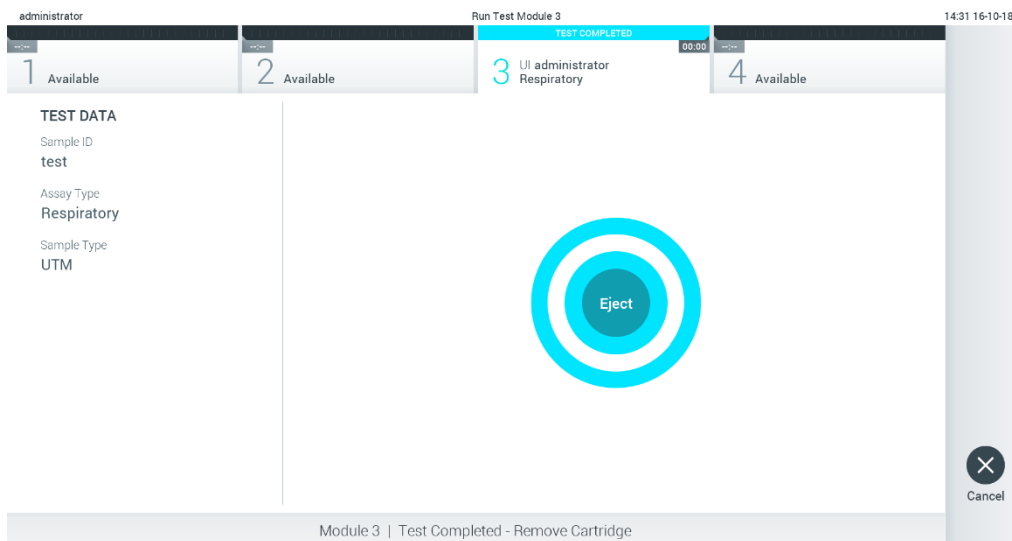 administrator
Run Test Module 3
14:31 16-10-18
TEST COMPLETED
--:--
--:--
00:00
--:--
1 Available
2 Available
3 UI administrator
Respiratory
4 Available
TEST DATA
Sample ID
test
Assay Type
Respiratory
Sample Type
UTM
Eject
Cancel
Module 3 | Test Completed - Remove Cartridge